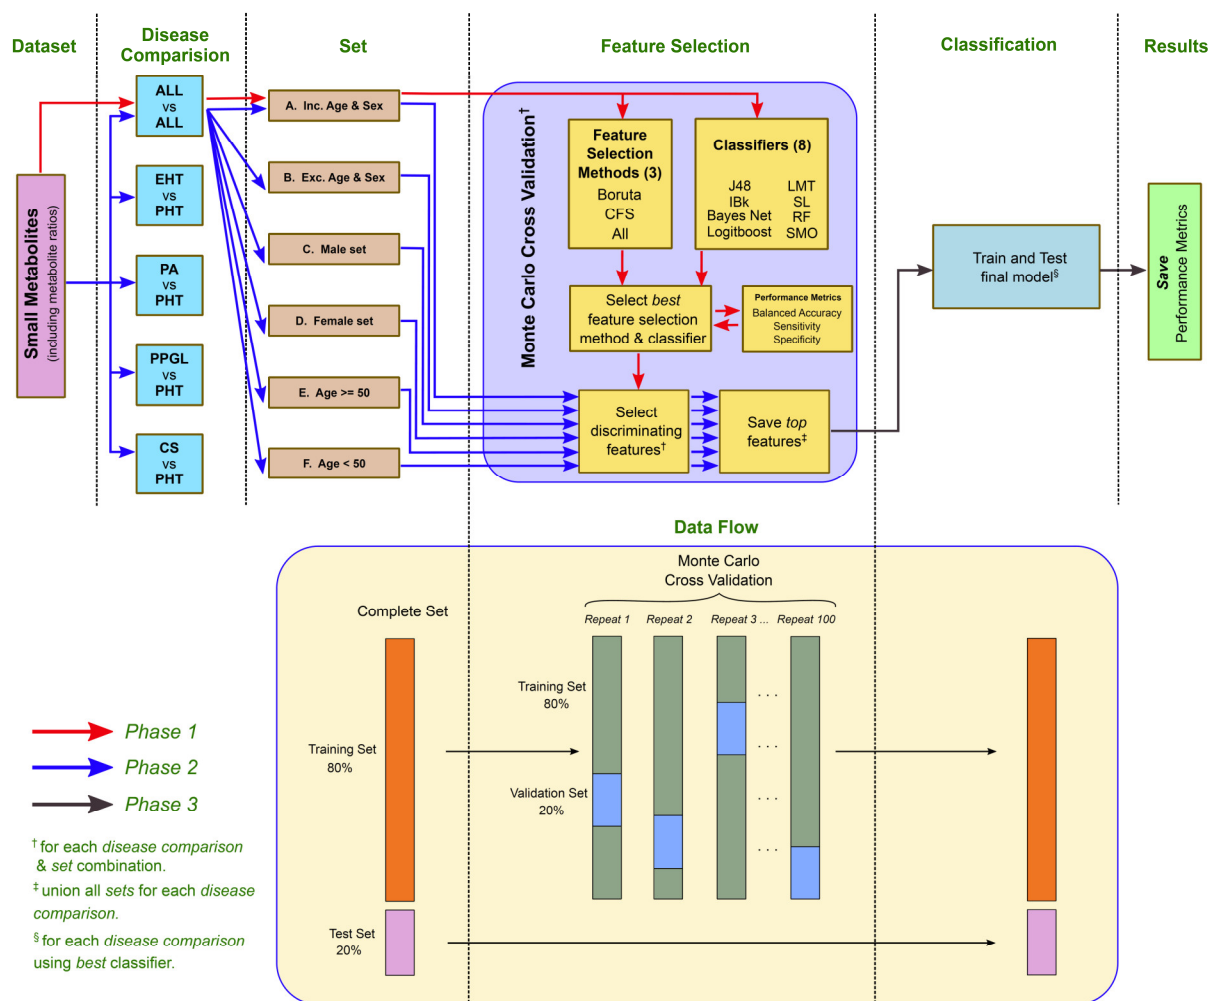 Dataset
Disease
Comparision
Set
Feature Selection
Classification
Results
Small Metabolites
(including metabolite ratios)
ALL
vs
ALL
EHT
vs
PHT
PA
vs
PHT
PPGL
vs
PHT
CS
vs
PHT
A. Inc. Age & Sex
B. Exc. Age & Sex
C. Male set
D. Female set
E. Age >= 50
F. Age < 50
Monte Carlo Cross Validation†
Feature
Selection
Methods (3)
Boruta
CFS
All
Classifiers (8)
J48 LMT
IBk SL
Bayes Net RF
Logitboost SMO
Select best
feature selection
method & classifier
Performance Metrics
Balanced Accuracy
Sensitivity
Specificity
Select
discriminating
features†
Save top
features‡
Train and Test
final model§
Save
Performance Metrics
Data Flow
Monte Carlo
Cross Validation
Complete Set
Repeat 1 Repeat 2 Repeat 3 ... Repeat 100
Training Set
80%
. . .
Training Set
80%
. . .
Validation Set
20%
. . .
. . .
Test Set
20%
Phase 1
Phase 2
Phase 3
† for each disease comparison
& set combination.
‡ union all sets for each disease
comparison.
§ for each disease comparison
using best classifier.